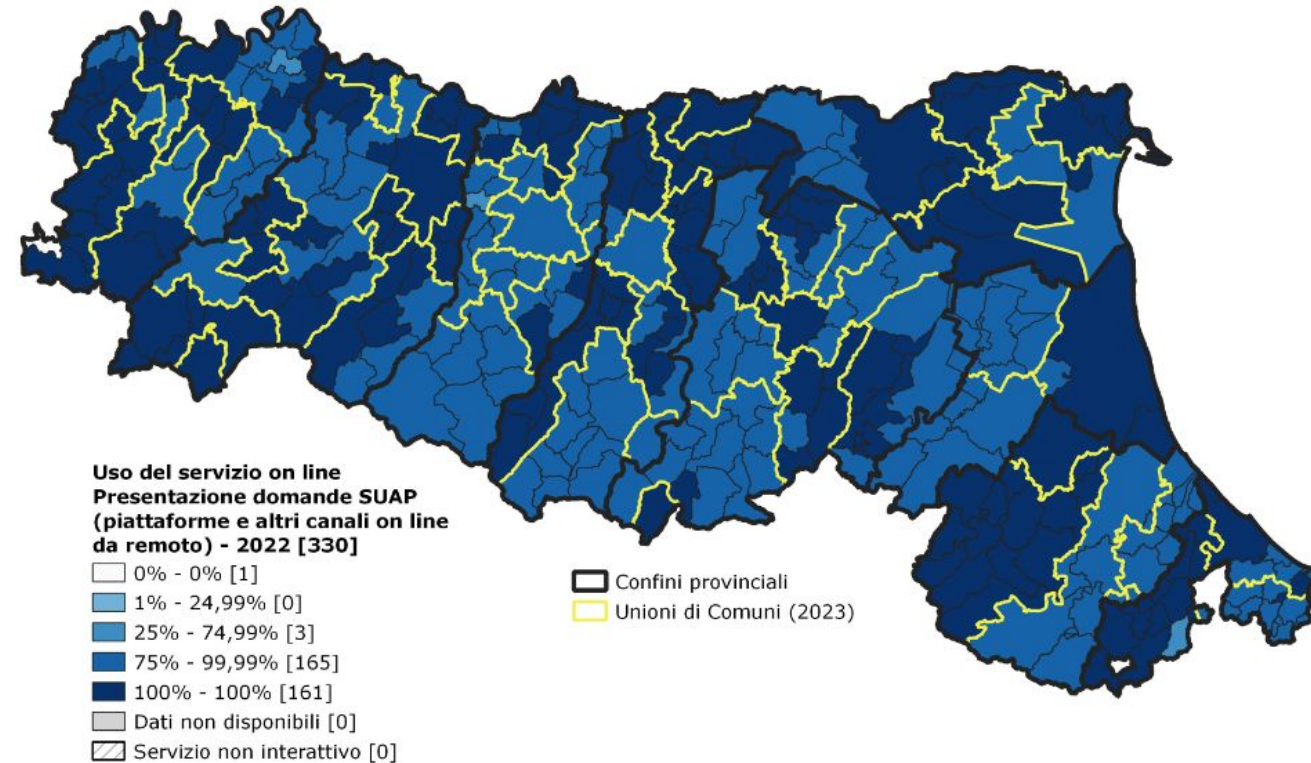 Uso del servizio on line
Presentazione domande SUAP
(piattaforme e altri canali on line
da remoto) - 2022 [330]
0% - 0% [1]
1% - 24,99% [0]
25% - 74,99% [3]
75% - 99,99% [165]
100% - 100% [161]
Dati non disponibili [0]
Servizio non interattivo [0]
Confini provinciali
Unioni di Comuni (2023)